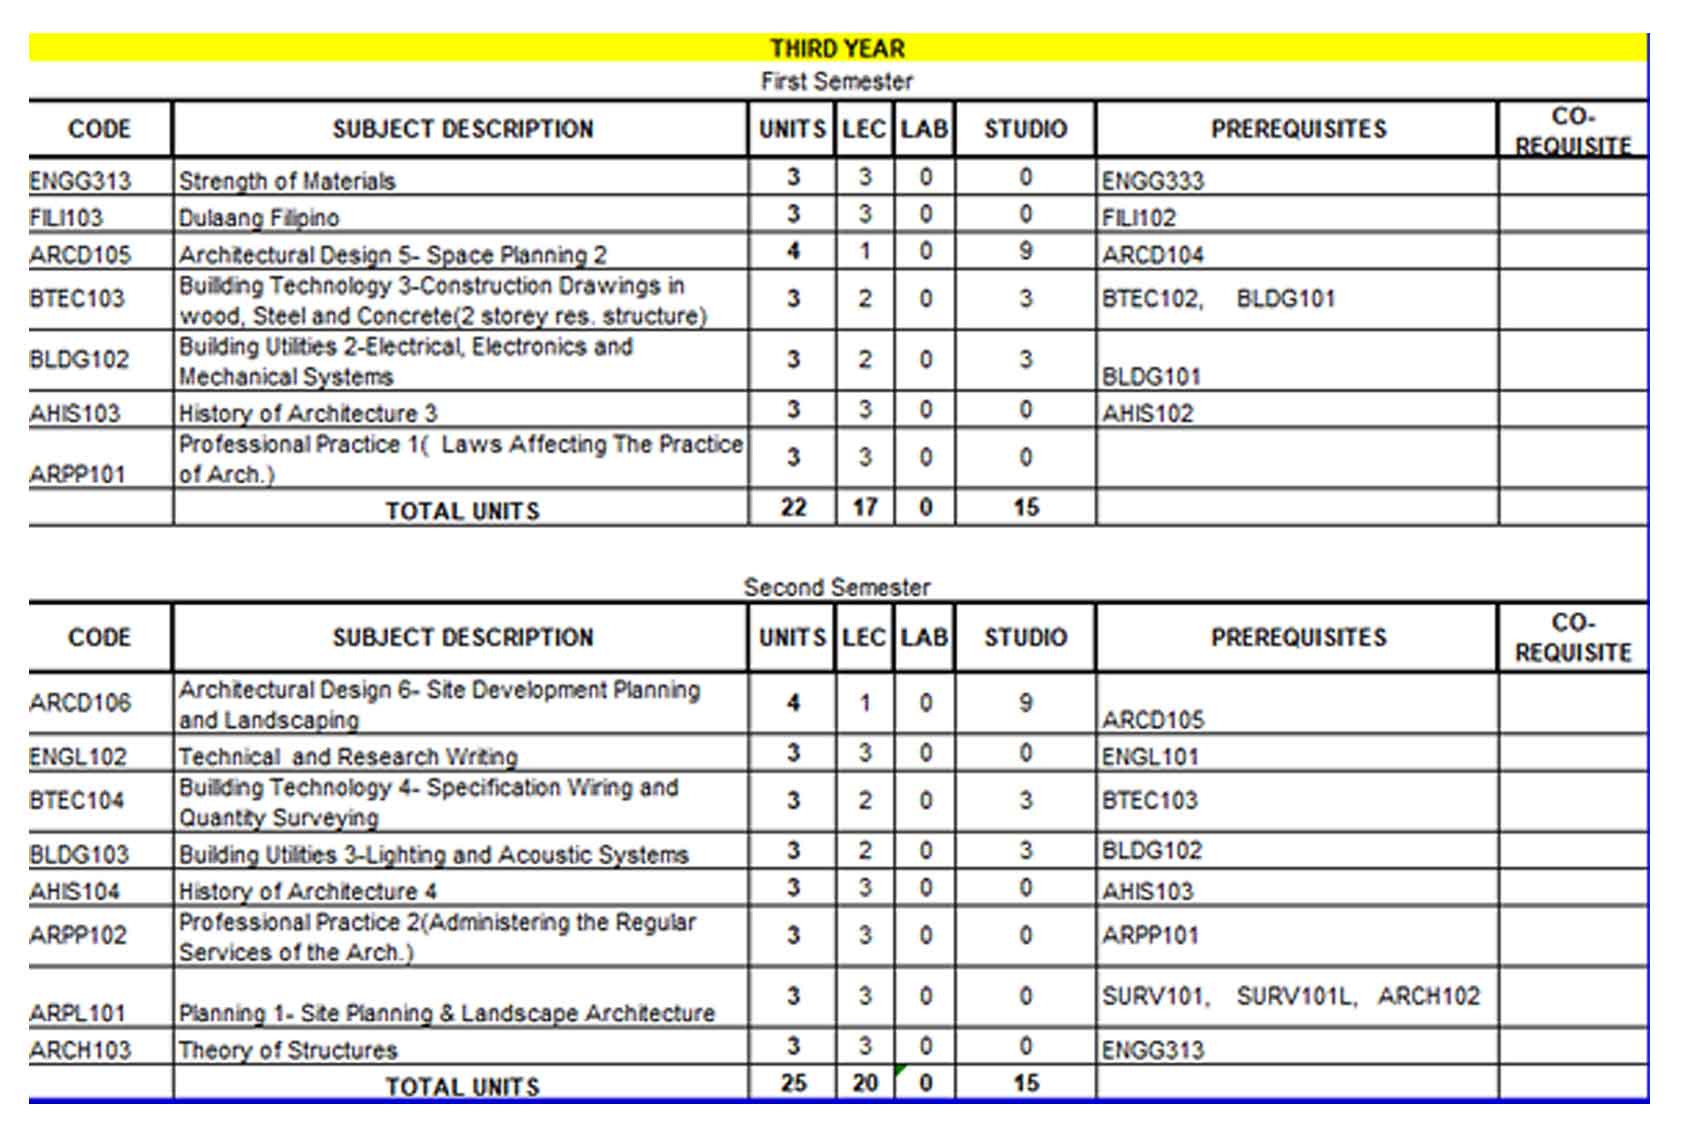 THIRD YEAR
First Semester
CODE SUBJECT DESCRIPTION UNITS LEC LAB STUDIO PREREQUISITES CO-
REQUISITE
ENGG313 Strength of Materials 3 3 0 0 ENGG333
FILI103 Dulaang Filipino 3 3 0 0 FILI102
ARCD105 Architectural Design 5- Space Planning 2 4 1 0 9 ARCD104
BTEC103 Builldng Technology 3-Construction Drawings in
wood, Steel and Concrete(2 storey res. structure) 3 2 0 3 BTEC102, BLDG101
BLDG102 Building Utilities 2-Electrical, Electronics and
Mechanical Systems 3 2 0 3 BLDG101
AHIS103 History of Architecture 3 3 3 0 0 AHIS102
ARPP101 Professional Practice 1( Laws Affecting The Practice
of Arch.) 3 3 0 0
TOTAL UNITS 22 17 0 15
Second Semester
CODE SUBJECT DESCRIPTION UNITS LEC LAB STUDIO PREREQUISITES CO-
REQUISITE
ARCD106 Architectural Design 6- Site Development Planning
and Landscaping 4 1 0 9 ARCD105
ENGL102 Technical and Research Writing 3 3 0 0 ENGL101
BTEC104 Builldng Technology 4- Specification Wiring and
Quantity Surveying 3 2 0 3 BTEC103
BLDG103 Building Utilities 3-Lighting and Acoustic Systems 3 2 0 3 BLDG102
AHIS104 History of Architecture 4 3 3 0 0 AHIS103
ARPP102 Professional Practice 2(Administering the Regular
Services of the Arch.) 3 3 0 0 ARPP101
ARPL101 Planning 1- Site Planning & Landscape Architecture 3 3 0 0 SURV101, SURV101L, ARCH102
ARCH103 Theory of Structures 3 3 0 0 ENGG313
TOTAL UNITS 25 20 0 15